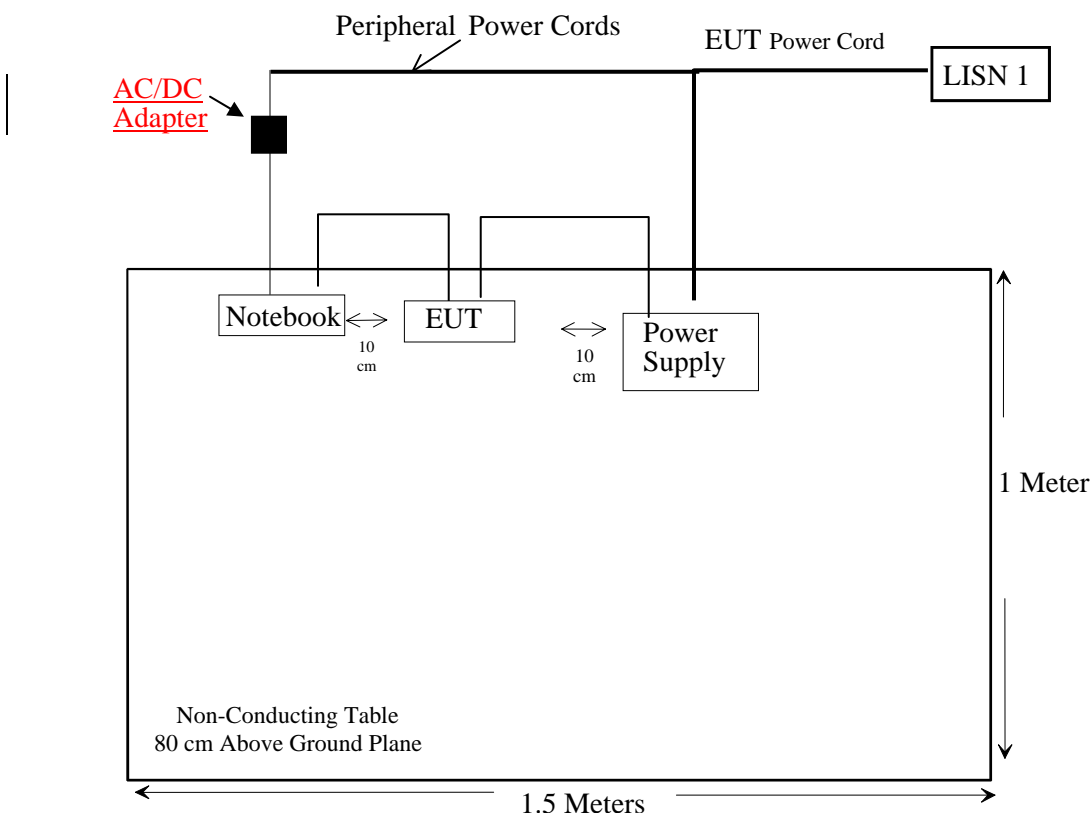 Peripheral Power Cords
EUT Power Cord
LISN 1
AC/DC
Adapter
Notebook
EUT
Power
Supply
10
cm
10
cm
1 Meter
Non-Conducting Table
80 cm Above Ground Plane
1.5 Meters